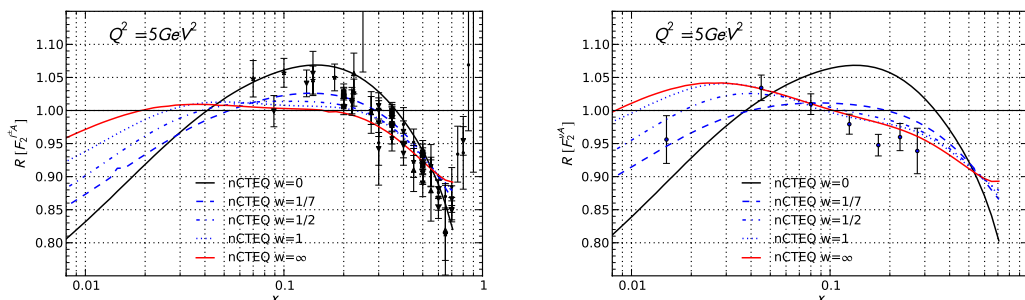 Q² =5GeV²
R [F₂^ℓA]
1.10
1.05
1.00
0.95
0.90
0.85
0.80
nCTEQ w=0
nCTEQ w=1/7
nCTEQ w=1/2
nCTEQ w=1
nCTEQ w=∞
0.01
0.1
1
x
Q² =5GeV²
R [F₂^νA]
1.10
1.05
1.00
0.95
0.90
0.85
0.80
nCTEQ w=0
nCTEQ w=1/7
nCTEQ w=1/2
nCTEQ w=1
nCTEQ w=∞
0.01
0.1
1
x